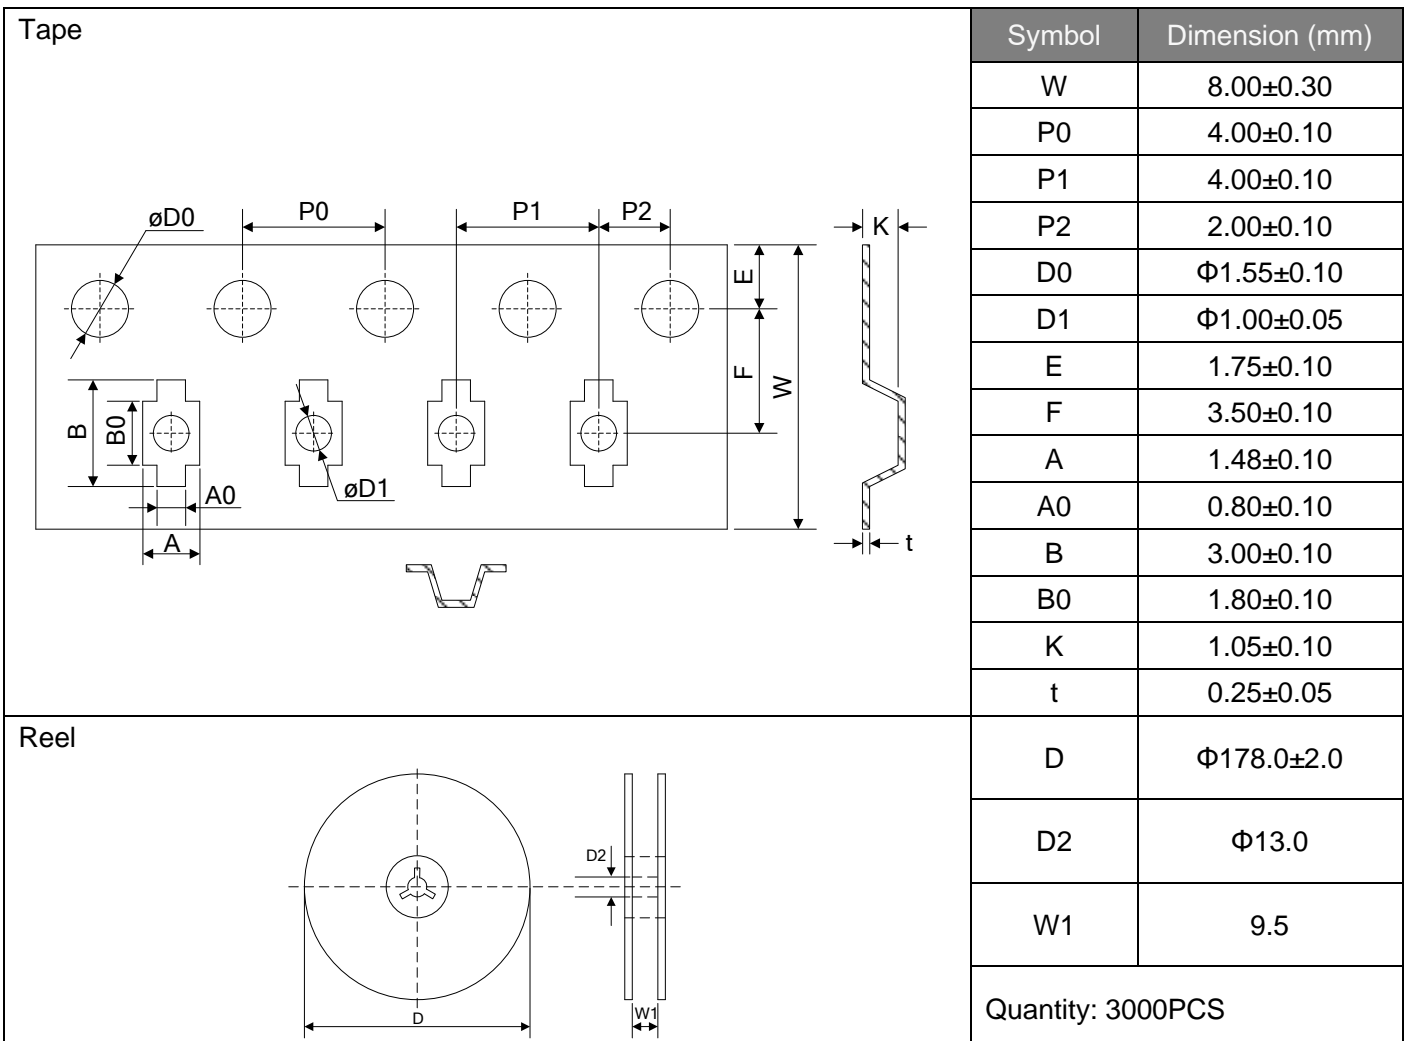 Tape
øD0
P0
P1
P2
K
E
F
W
B
B0
A0
A
øD1
t
Symbol Dimension (mm)
W 8.00±0.30
P0 4.00±0.10
P1 4.00±0.10
P2 2.00±0.10
D0 Φ1.55±0.10
D1 Φ1.00±0.05
E 1.75±0.10
F 3.50±0.10
A 1.48±0.10
A0 0.80±0.10
B 3.00±0.10
B0 1.80±0.10
K 1.05±0.10
t 0.25±0.05
Reel
D2
D
W1
D Φ178.0±2.0
D2 Φ13.0
W1 9.5
Quantity: 3000PCS